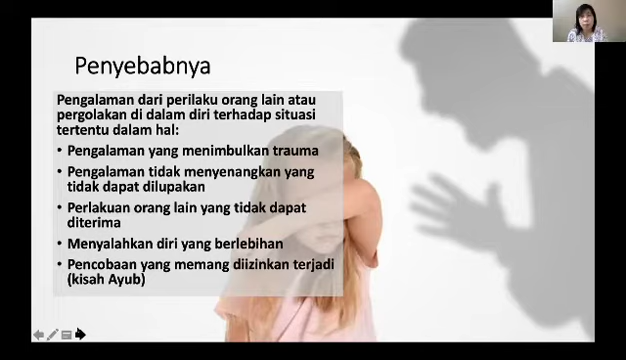 Penyebabnya
Pengalaman dari perilaku orang lain atau
pergolakan di dalam diri terhadap situasi
tertentu dalam hal:
• Pengalaman yang menimbulkan trauma
• Pengalaman tidak menyenangkan yang
tidak dapat dilupakan
• Perlakuan orang lain yang tidak dapat
diterima
• Menyalahkan diri yang berlebihan
• Pencobaan yang memang diizinkan terjadi
(kisah Ayub)